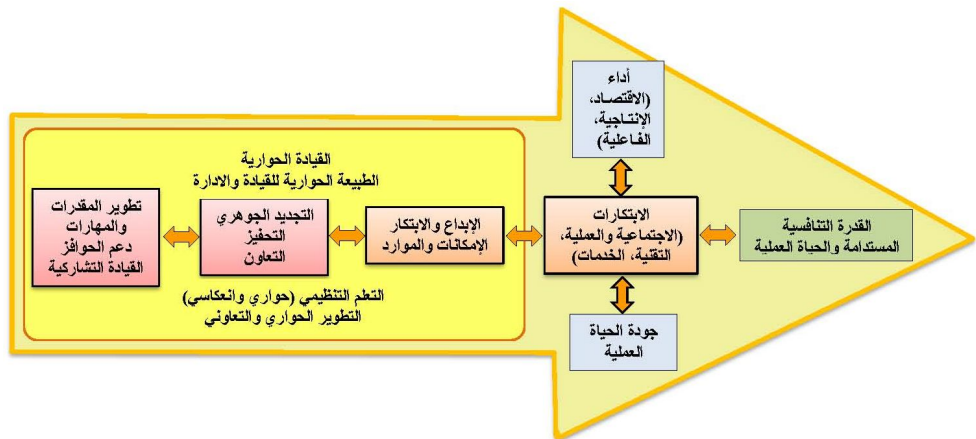 أداء
(الاقتصاد،
الإنتاجية،
الفاعلية)
القيادة الحوارية
الطبيعة الحوارية للقيادة والادارة
تطوير المقدرات
والمهارات
دعم الحوافز
القيادة التشاركية
التجديد الجوهري
التحفيز
التعاون
الإبداع والابتكار
الإمكانات والموارد
الابتكارات
(الاجتماعية والعملية،
التقنية، الخدمات)
القدرة التنافسية
المستدامة والحياة العملية
التعلم التنظيمي (حواري وانعكاسي)
التطوير الحواري والتعاوني
جودة الحياة
العملية